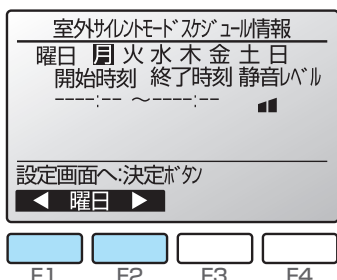 室外サイレントモード スケジュール情報
曜日 月 火 水 木 金 土 日
開始時刻 終了時刻 静音レベル
----:-- ～----:--
設定画面へ:決定ボタン
◀ 曜日 ▶
F1 F2 F3 F4